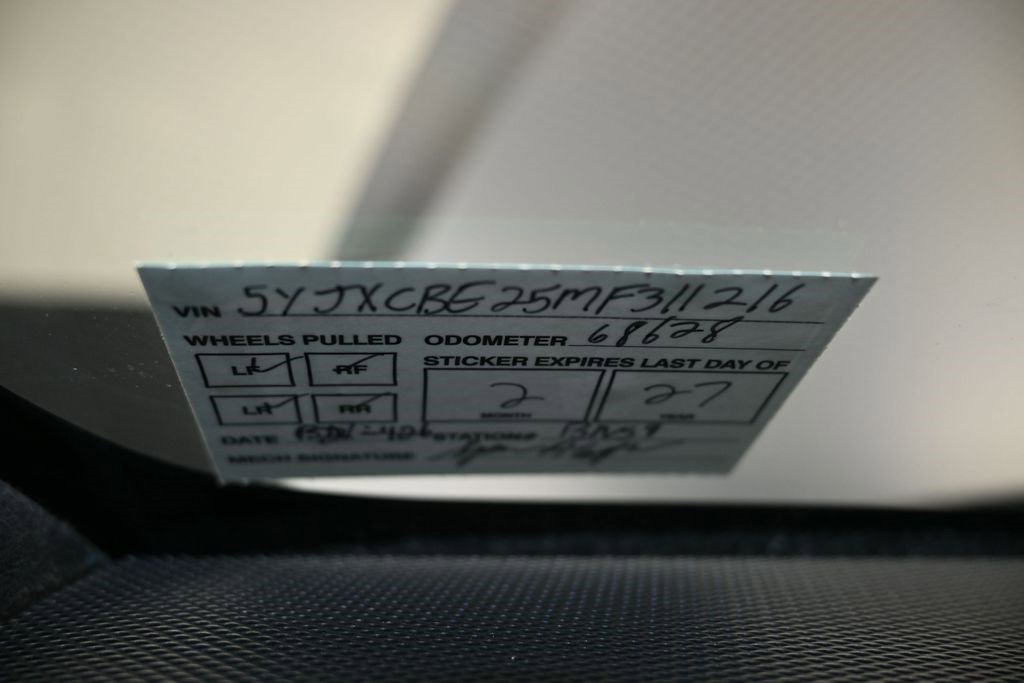 VIN 5YJXCBE25MF311216
WHEELS PULLED ODOMETER 68628
LF RF STICKER EXPIRES LAST DAY OF
2 27
LR RR MONTH YEAR
DATE STATION#
MECH SIGNATURE